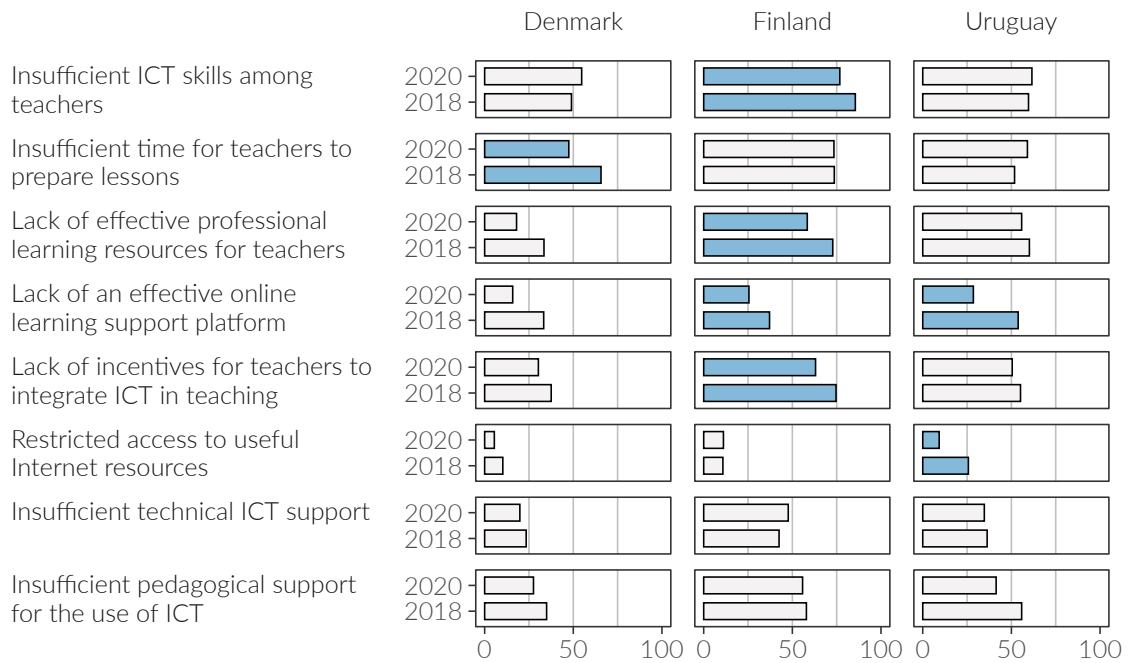 Denmark Finland Uruguay
Insufficient ICT skills among
teachers
2020
2018
Insufficient time for teachers to
prepare lessons
2020
2018
Lack of effective professional
learning resources for teachers
2020
2018
Lack of an effective online
learning support platform
2020
2018
Lack of incentives for teachers to
integrate ICT in teaching
2020
2018
Restricted access to useful
Internet resources
2020
2018
Insufficient technical ICT support
2020
2018
Insufficient pedagogical support
for the use of ICT
2020
2018
0 50 100 0 50 100 0 50 100